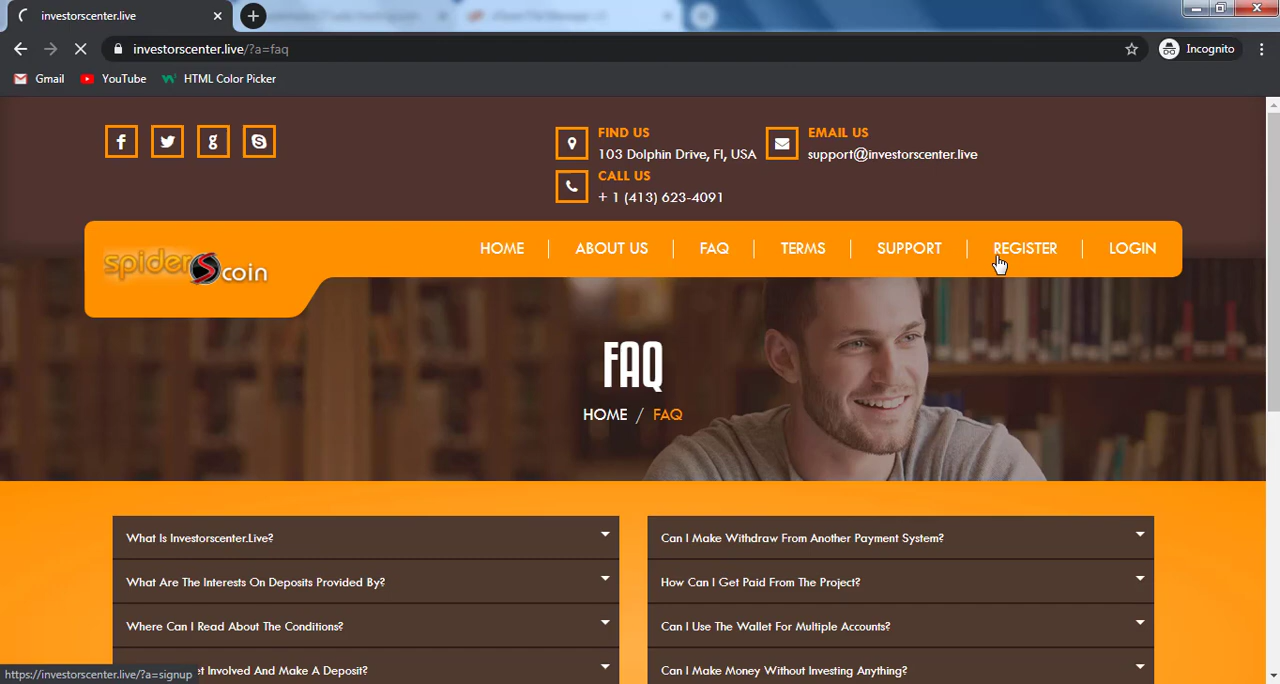 investorscenter.live
investorscenter.live/?a=faq
Incognito
Gmail YouTube HTML Color Picker
f g S
FIND US
103 Dolphin Drive, Fl, USA
EMAIL US
support@investorscenter.live
CALL US
+ 1 (413) 623-4091
spider S coin
HOME ABOUT US FAQ TERMS SUPPORT REGISTER LOGIN
FAQ
HOME / FAQ
What Is Investorscenter.Live?
Can I Make Withdraw From Another Payment System?
What Are The Interests On Deposits Provided By?
How Can I Get Paid From The Project?
Where Can I Read About The Conditions?
Can I Use The Wallet For Multiple Accounts?
Involved And Make A Deposit?
Can I Make Money Without Investing Anything?
https://investorscenter.live/?a=signup